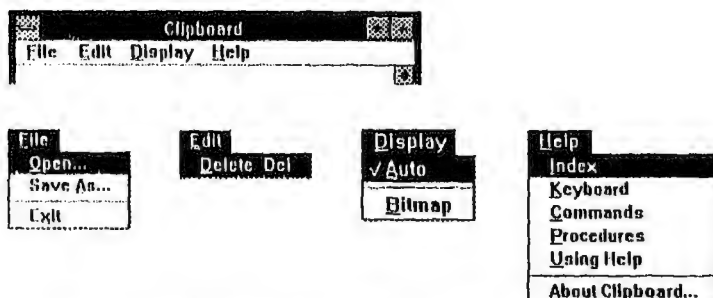 Clipboard
File Edit Display Help
File
Open...
Save As...
Exit
Edit
Delete Del
Display
✓ Auto
Bitmap
Help
Index
Keyboard
Commands
Procedures
Using Help
About Clipboard...